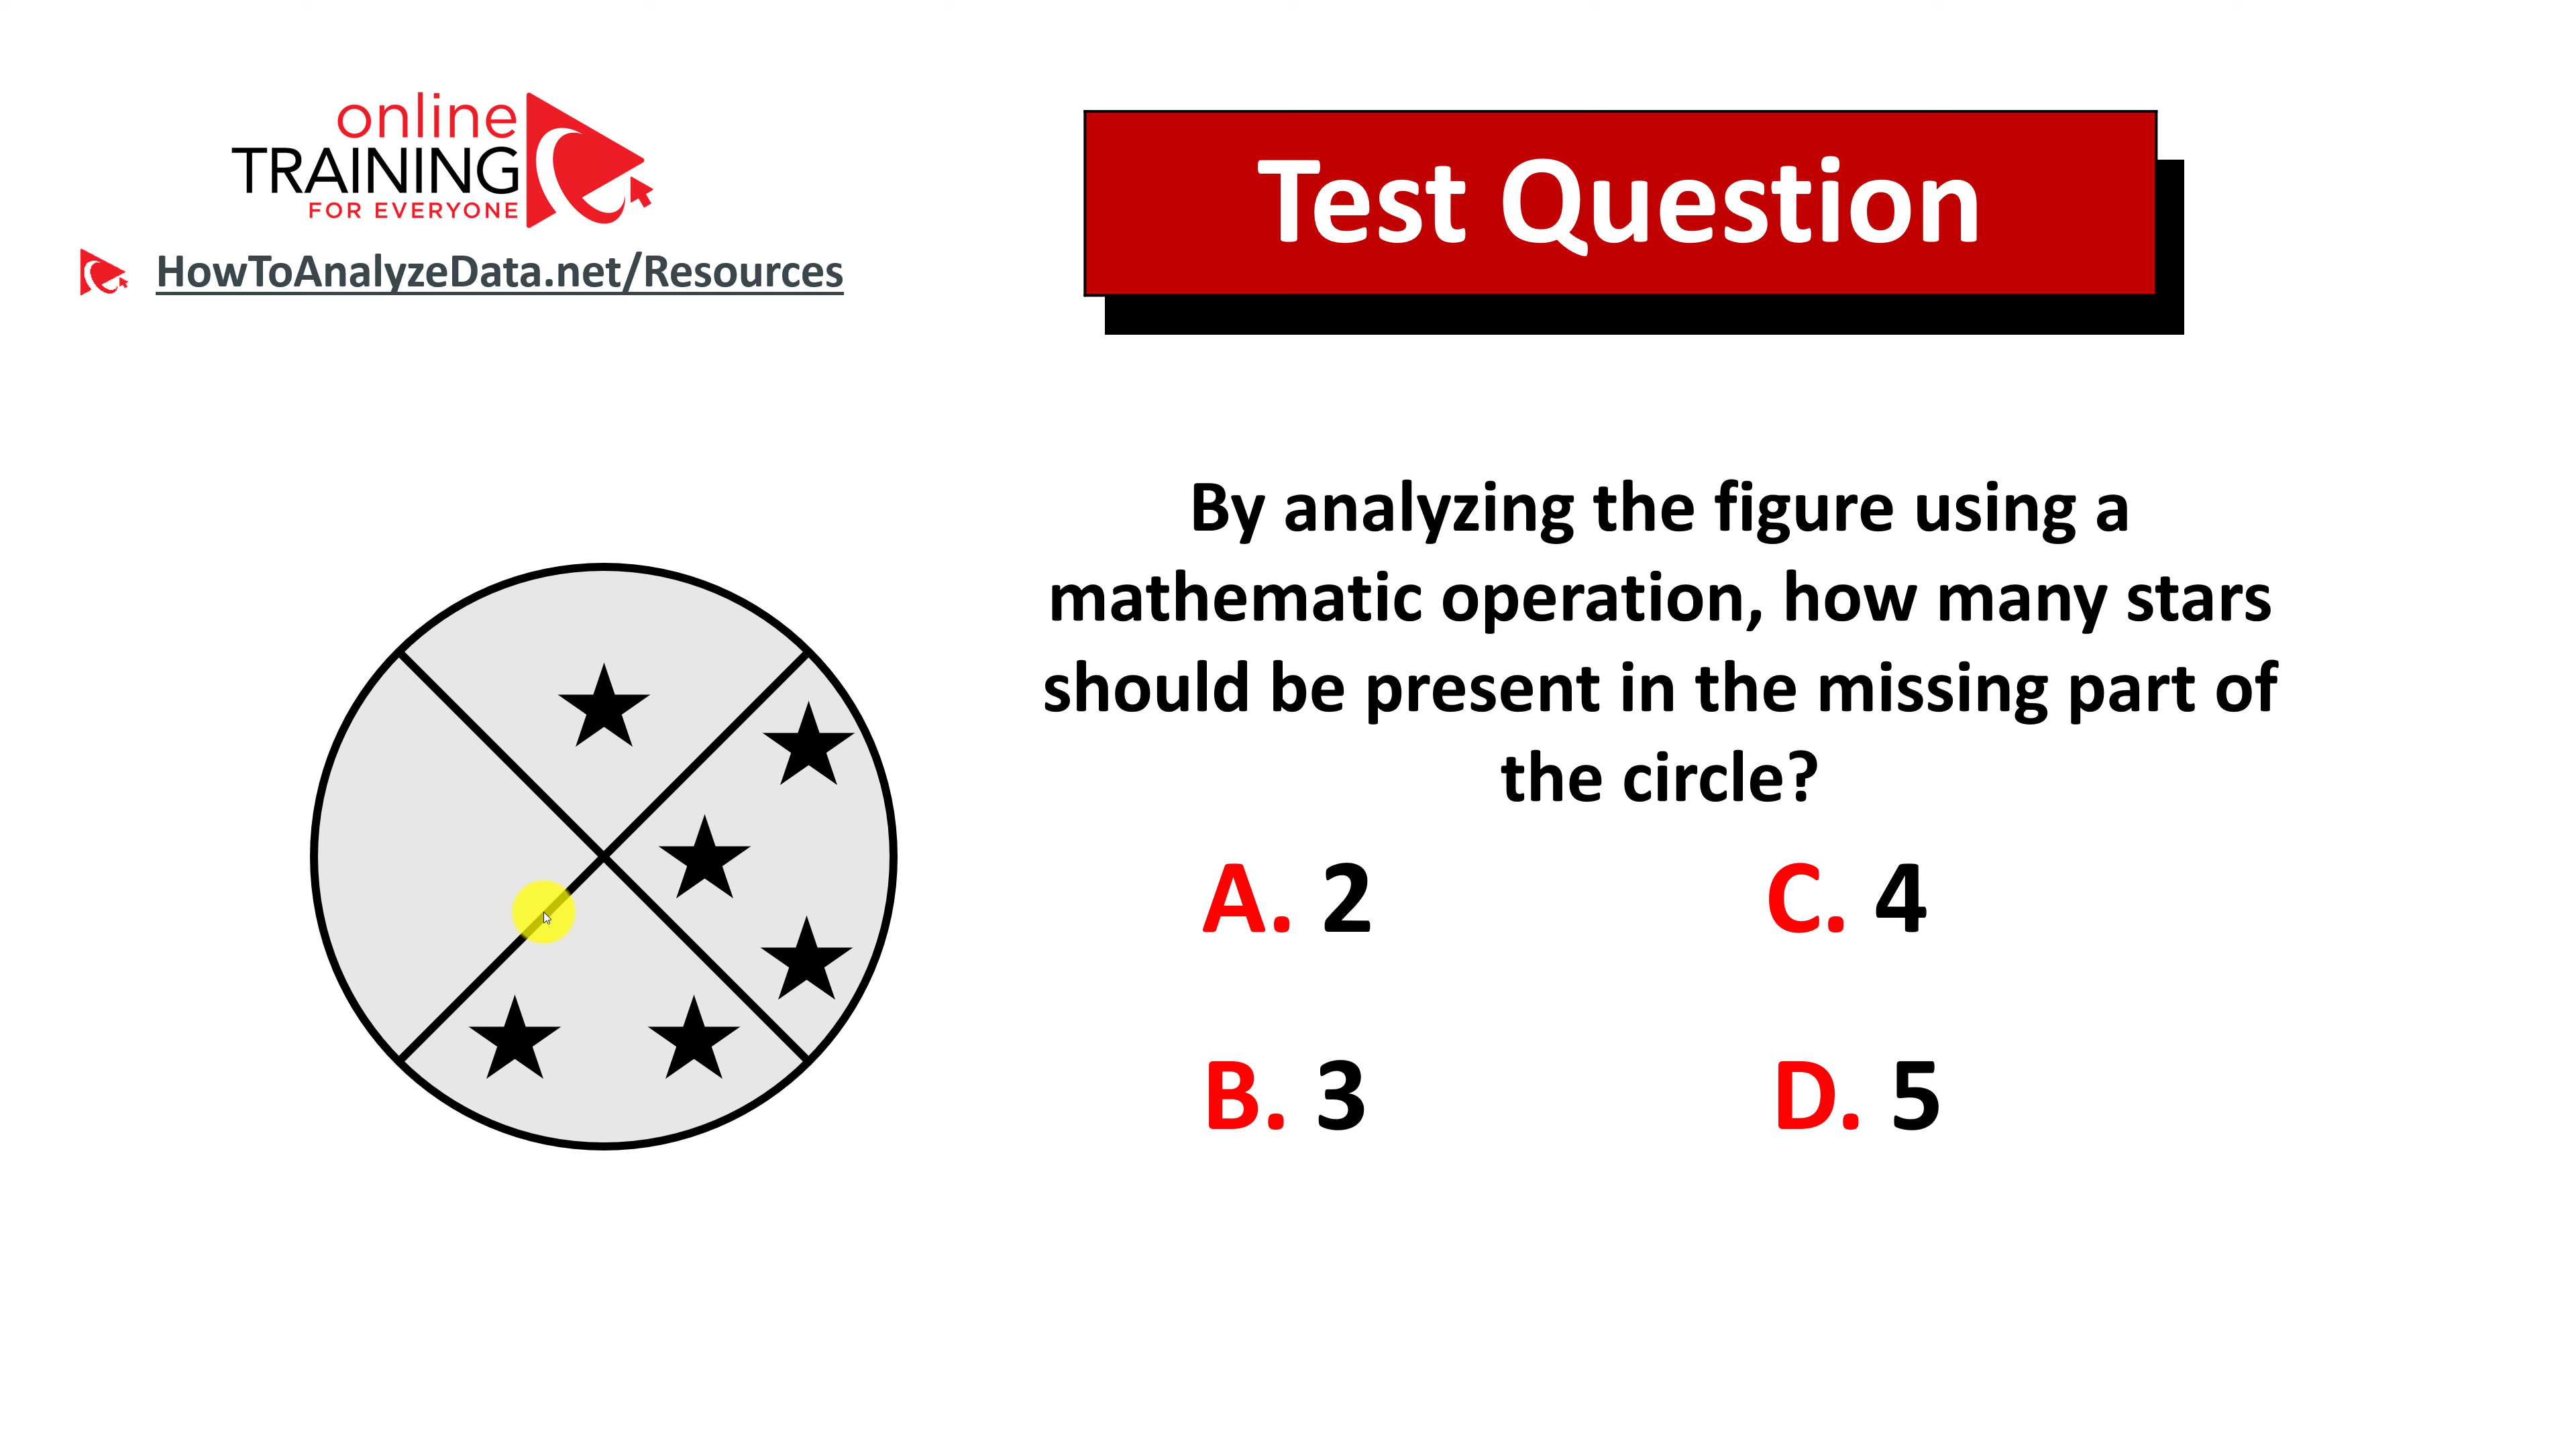 online
TRAINING
FOR EVERYONE
HowToAnalyzeData.net/Resources
Test Question
By analyzing the figure using a
mathematic operation, how many stars
should be present in the missing part of
the circle?
A. 2
C. 4
B. 3
D. 5